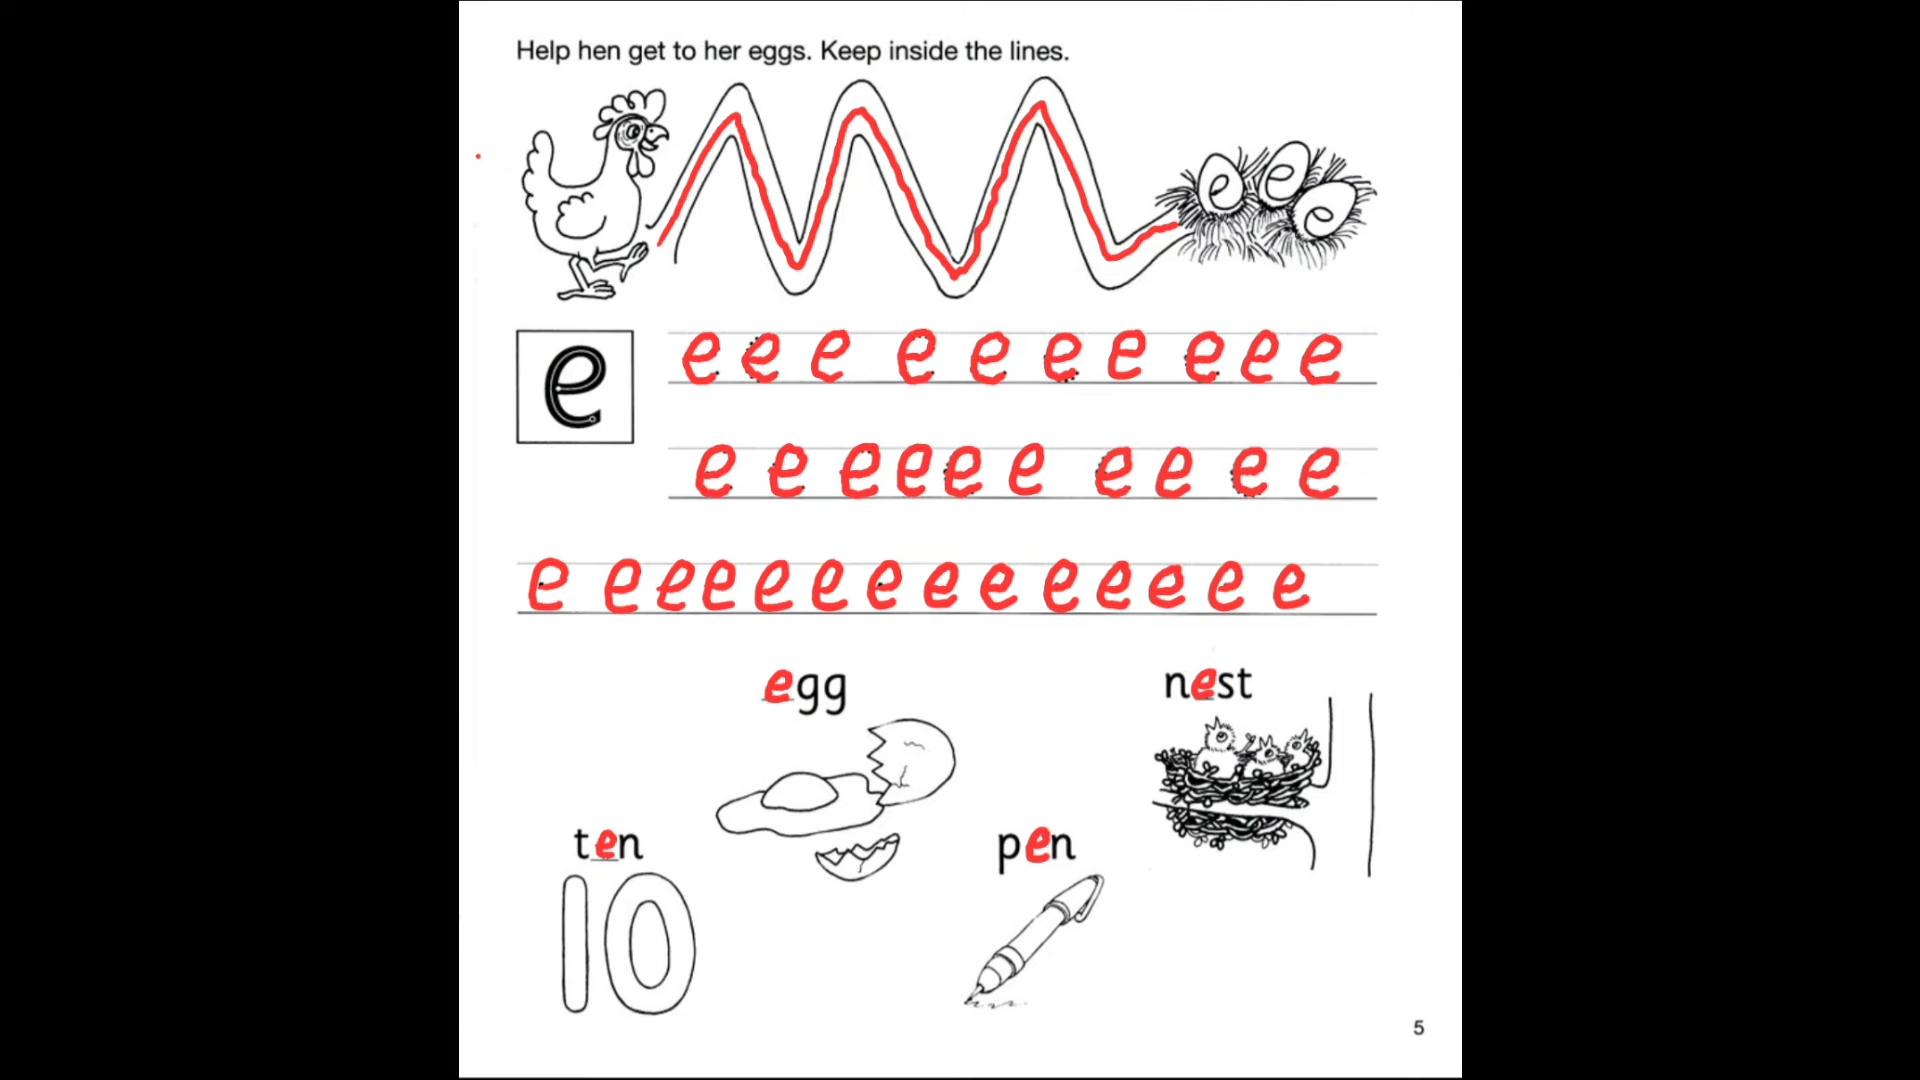 Help hen get to her eggs. Keep inside the lines.
e e e
e e e e e e e e e e e
e e e e e e e e e e
e e e e e e e e e e e e e e
egg
nest
ten
pen
10
5